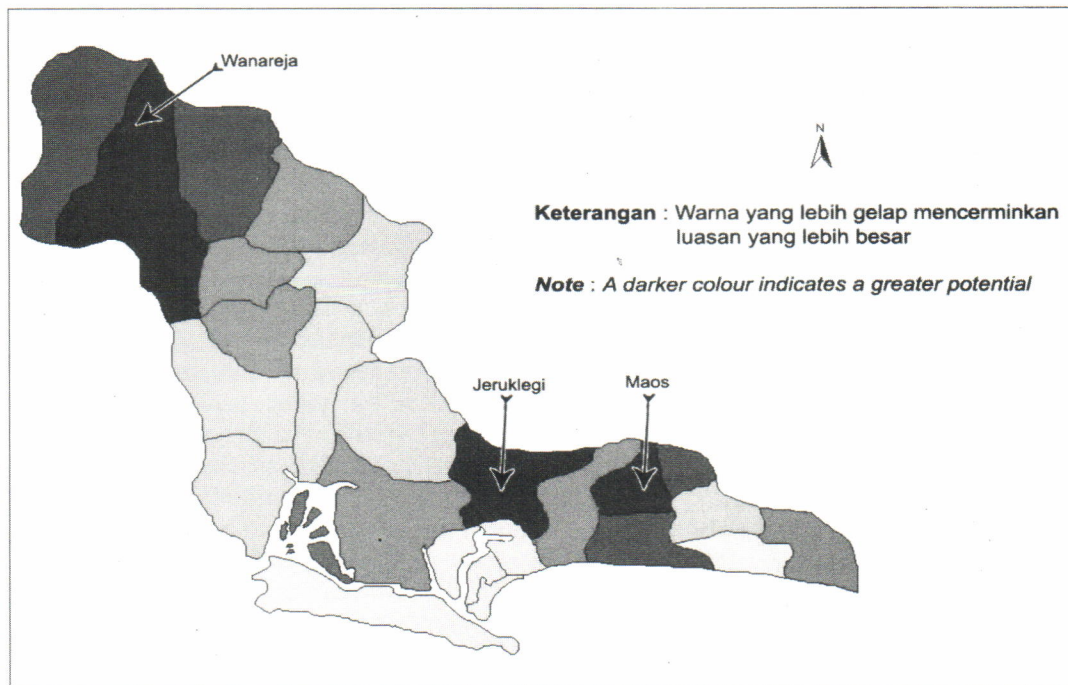 Wanareja
N
Keterangan : Warna yang lebih gelap mencerminkan
luasan yang lebih besar
Note : A darker colour indicates a greater potential
Jeruklegi
Maos